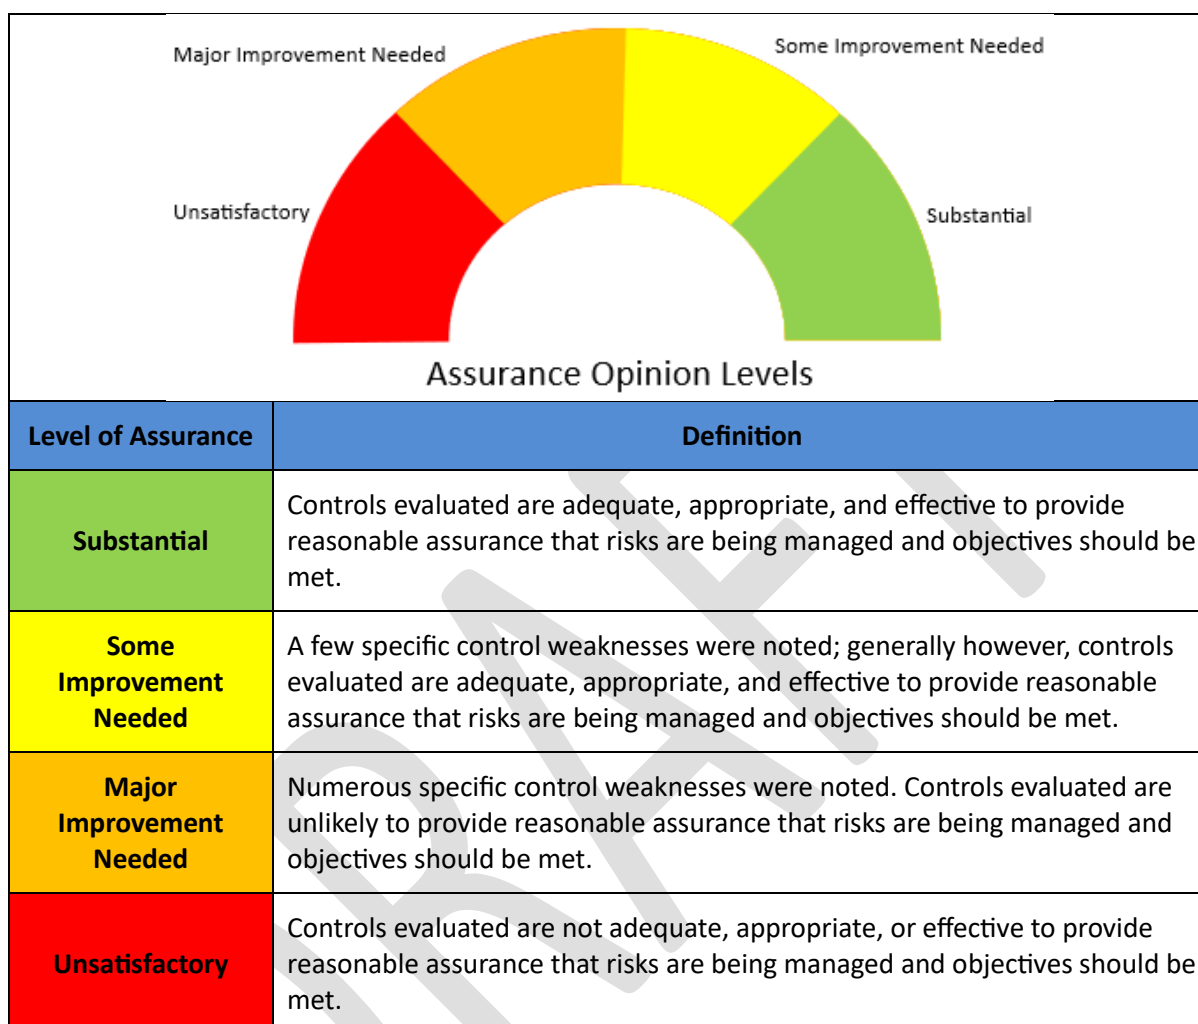 Major Improvement Needed
Some Improvement Needed
Unsatisfactory
Substantial
Assurance Opinion Levels
Level of Assurance
Definition
Substantial
Controls evaluated are adequate, appropriate, and effective to provide
reasonable assurance that risks are being managed and objectives should be
met.
Some
Improvement
Needed
A few specific control weaknesses were noted; generally however, controls
evaluated are adequate, appropriate, and effective to provide reasonable
assurance that risks are being managed and objectives should be met.
Major
Improvement
Needed
Numerous specific control weaknesses were noted. Controls evaluated are
unlikely to provide reasonable assurance that risks are being managed and
objectives should be met.
Unsatisfactory
Controls evaluated are not adequate, appropriate, or effective to provide
reasonable assurance that risks are being managed and objectives should be
met.
DRAFT